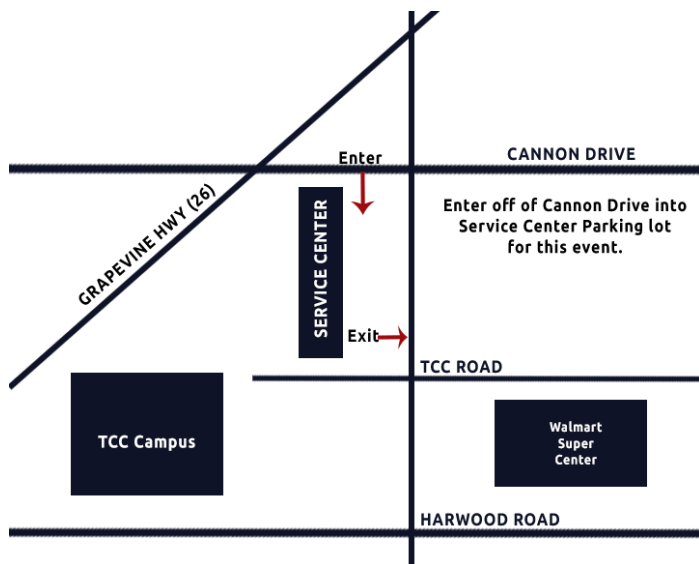 Enter
CANNON DRIVE
GRAPEVINE HWY (26)
Enter off of Cannon Drive into
Service Center Parking lot
for this event.
SERVICE CENTER
Exit
TCC ROAD
TCC Campus
Walmart
Super
Center
HARWOOD ROAD